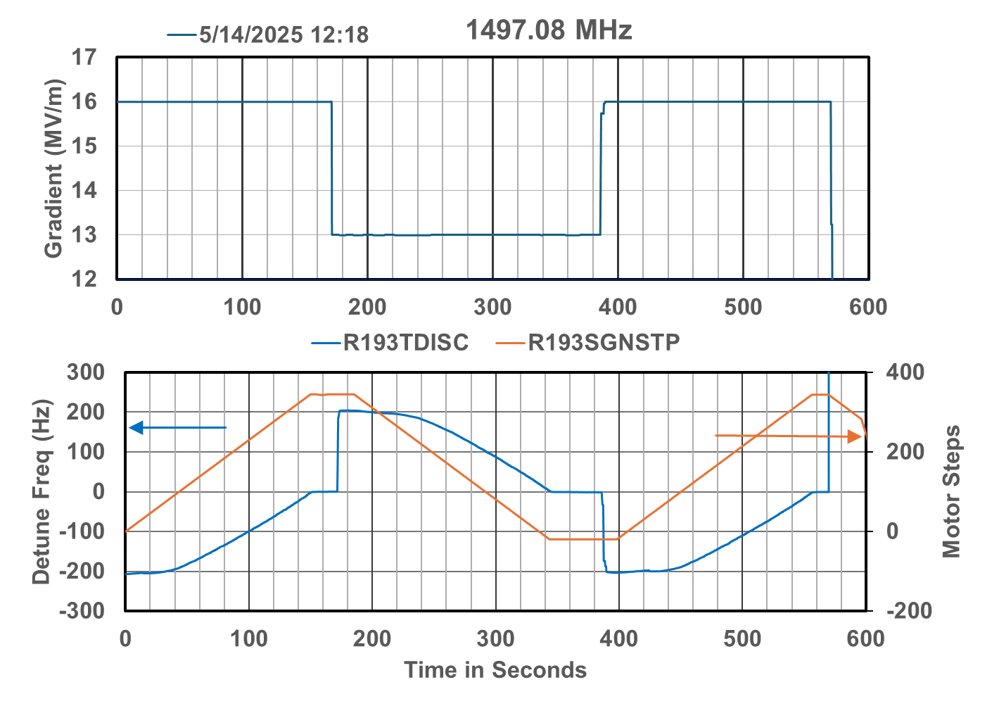 5/14/2025 12:18
1497.08 MHz
Gradient (MV/m)
17
16
15
14
13
12
0 100 200 300 400 500 600
R193TDISC R193SGNSTP
Detune Freq (Hz)
300
200
100
0
-100
-200
-300
400
200
0
-200
Motor Steps
0 100 200 300 400 500 600
Time in Seconds